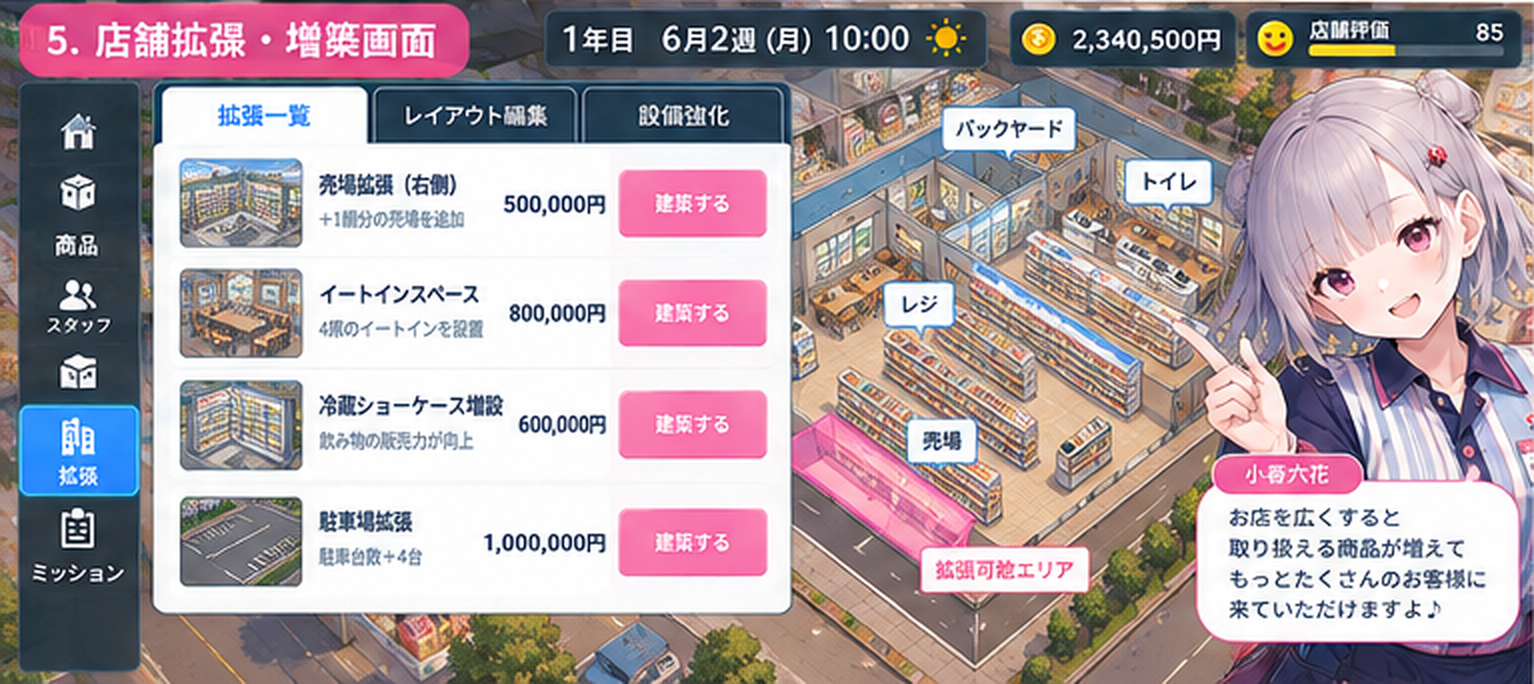 5. 店舗拡張・増築画面
1年目 6月2週 (月) 10:00
2,340,500円
店舗評価 85
商品
スタッフ
拡張
ミッション
拡張一覧
レイアウト編集
設備強化
売場拡張（右側）
+1間分の売場を追加
500,000円
建築する
イートインスペース
4席のイートインを設置
800,000円
建築する
冷蔵ショーケース増設
飲み物の販売力が向上
600,000円
建築する
駐車場拡張
駐車台数+4台
1,000,000円
建築する
バックヤード
トイレ
レジ
売場
拡張可能エリア
六花
お店を広くすると
取り扱える商品が増えて
もっとたくさんのお客様に
来ていただけますよ♪